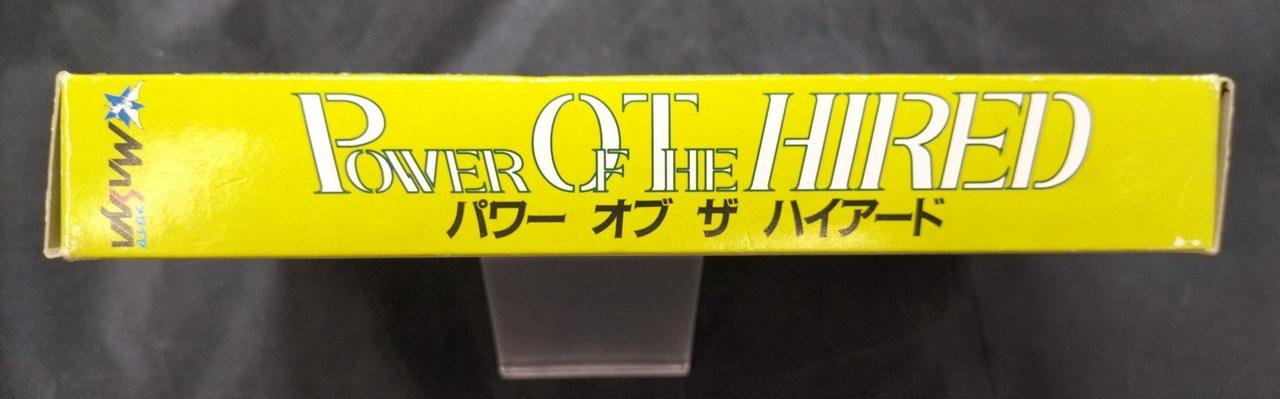 POWER OF THE HIRED
パワー オブ ザ ハイアード